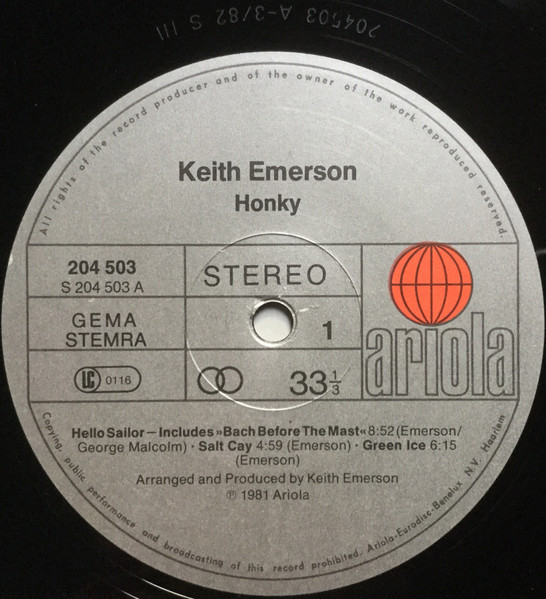 204503 A-3/82 S III
All rights of the record producer and of the owner of the work reproduced reserved.
Keith Emerson
Honky
204 503
S 204 503 A
STEREO
GEMA
STEMRA
1
ariola
LC 0116
33 1/3
Hello Sailor – Includes »Bach Before The Mast« 8:52 (Emerson/
George Malcolm) · Salt Cay 4:59 (Emerson) · Green Ice 6:15
(Emerson)
Arranged and Produced by Keith Emerson
℗ 1981 Ariola
Copying, public performance and broadcasting of this record prohibited. Ariola-Eurodisc-Benelux N.V. Haarlem